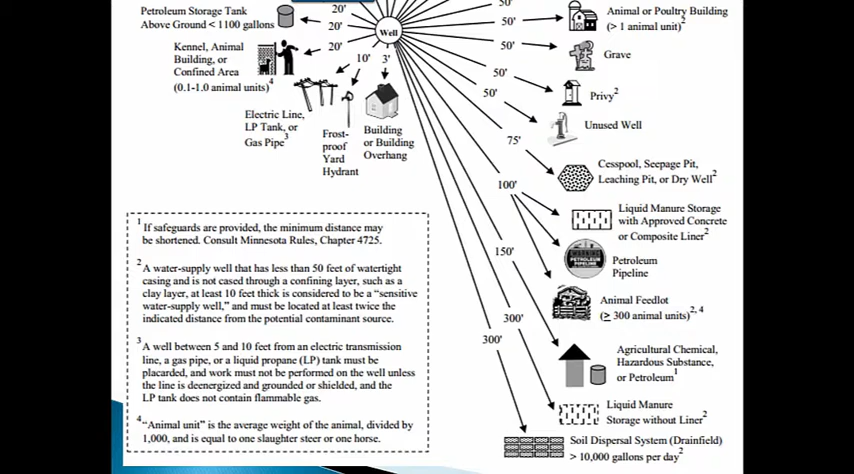 20'
50'
Petroleum Storage Tank
Above Ground < 1100 gallons
20'
Well
50'
Animal or Poultry Building
(> 1 animal unit)2
Kennel, Animal
Building, or
Confined Area
(0.1-1.0 animal units)4
20'
10'
3'
50'
Grave
50'
Privy2
50'
Unused Well
Electric Line,
LP Tank, or
Gas Pipe3
Frost-
proof
Yard
Hydrant
Building
or Building
Overhang
75'
Cesspool, Seepage Pit,
Leaching Pit, or Dry Well2
100'
Liquid Manure Storage
with Approved Concrete
or Composite Liner2
WARNING
PETROLEUM
PIPELINE
Petroleum
Pipeline
Animal Feedlot
(≥ 300 animal units)2, 4
150'
Agricultural Chemical,
Hazardous Substance,
or Petroleum1
300'
Liquid Manure
Storage without Liner2
300'
Soil Dispersal System (Drainfield)
> 10,000 gallons per day2
1 If safeguards are provided, the minimum distance may
be shortened. Consult Minnesota Rules, Chapter 4725.
2 A water-supply well that has less than 50 feet of watertight
casing and is not cased through a confining layer, such as a
clay layer, at least 10 feet thick is considered to be a "sensitive
water-supply well," and must be located at least twice the
indicated distance from the potential contaminant source.
3 A well between 5 and 10 feet from an electric transmission
line, a gas pipe, or a liquid propane (LP) tank must be
placarded, and work must not be performed on the well unless
the line is deenergized and grounded or shielded, and the
LP tank does not contain flammable gas.
4 "Animal unit" is the average weight of the animal, divided by
1,000, and is equal to one slaughter steer or one horse.